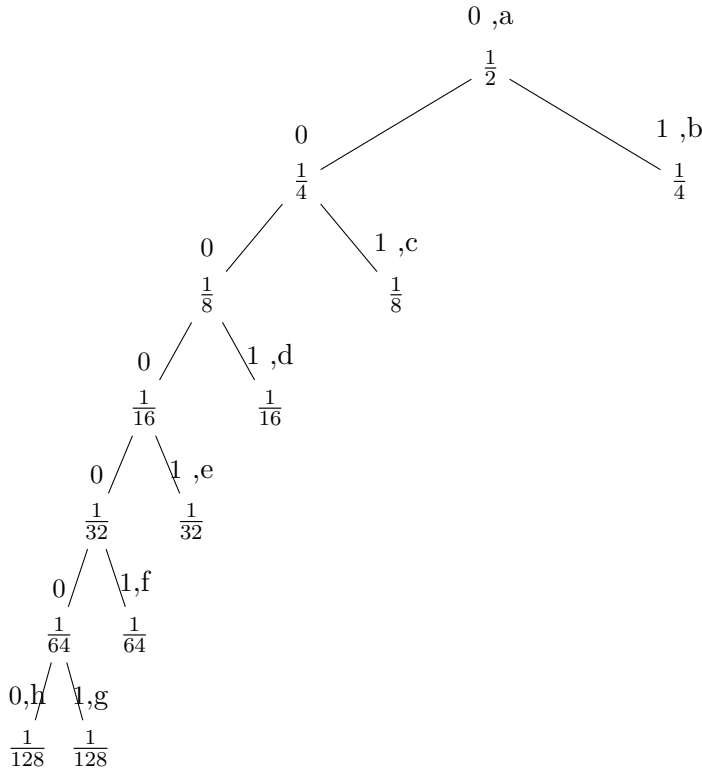 0 ,a
1/2
0
1 ,b
1/4
1/4
0
1 ,c
1/8
1/8
0
1 ,d
1/16
1/16
0
1 ,e
1/32
1/32
0
1,f
1/64
1/64
0,h
1,g
1/128
1/128